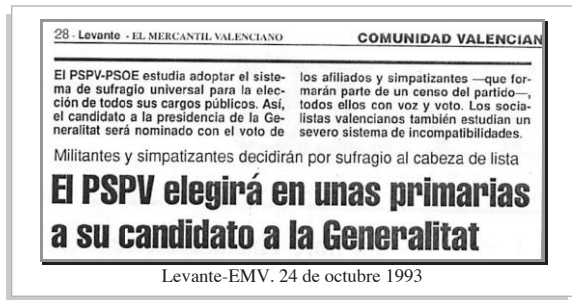 28 - Levante - EL MERCANTIL VALENCIANO
COMUNIDAD VALENCIAN
El PSPV-PSOE estudia adoptar el siste-
ma de sufragio universal para la elec-
ción de todos sus cargos públicos. Así,
el candidato a la presidencia de la Ge-
neralitat será nominado con el voto de
los afiliados y simpatizantes —que for-
marán parte de un censo del partido—,
todos ellos con voz y voto. Los socia-
listas valencianos también estudian un
severo sistema de incompatibilidades.
Militantes y simpatizantes decidirán por sufragio al cabeza de lista
El PSPV elegirá en unas primarias
a su candidato a la Generalitat
Levante-EMV. 24 de octubre 1993